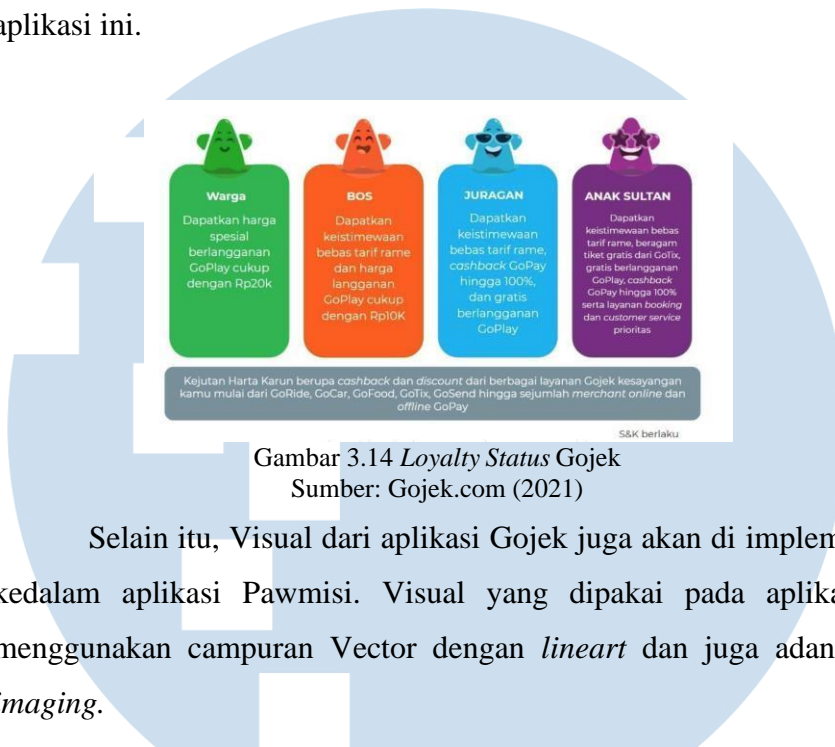 aplikasi ini.
Warga
Dapatkan harga
spesial
berlangganan
GoPlay cukup
dengan Rp20k
BOS
Dapatkan
keistimewaan
bebas tarif rame
dan harga
langganan
GoPlay cukup
dengan Rp10K
JURAGAN
Dapatkan
keistimewaan
bebas tarif rame,
cashback GoPay
hingga 100%,
dan gratis
berlangganan
GoPlay
ANAK SULTAN
Dapatkan
keistimewaan bebas
tarif rame, beragam
tiket gratis dari GoTix,
gratis berlangganan
GoPlay, cashback
GoPay hingga 100%
serta layanan booking
dan customer service
prioritas
Kejutan Harta Karun berupa cashback dan discount dari berbagai layanan Gojek kesayangan
kamu mulai dari GoRide, GoCar, GoFood, GoTix, GoSend hingga sejumlah merchant online dan
offline GoPay
S&K berlaku
Gambar 3.14 Loyalty Status Gojek
Sumber: Gojek.com (2021)
Selain itu, Visual dari aplikasi Gojek juga akan di implem
kedalam aplikasi Pawmisi. Visual yang dipakai pada aplika
menggunakan campuran Vector dengan lineart dan juga adan
imaging.